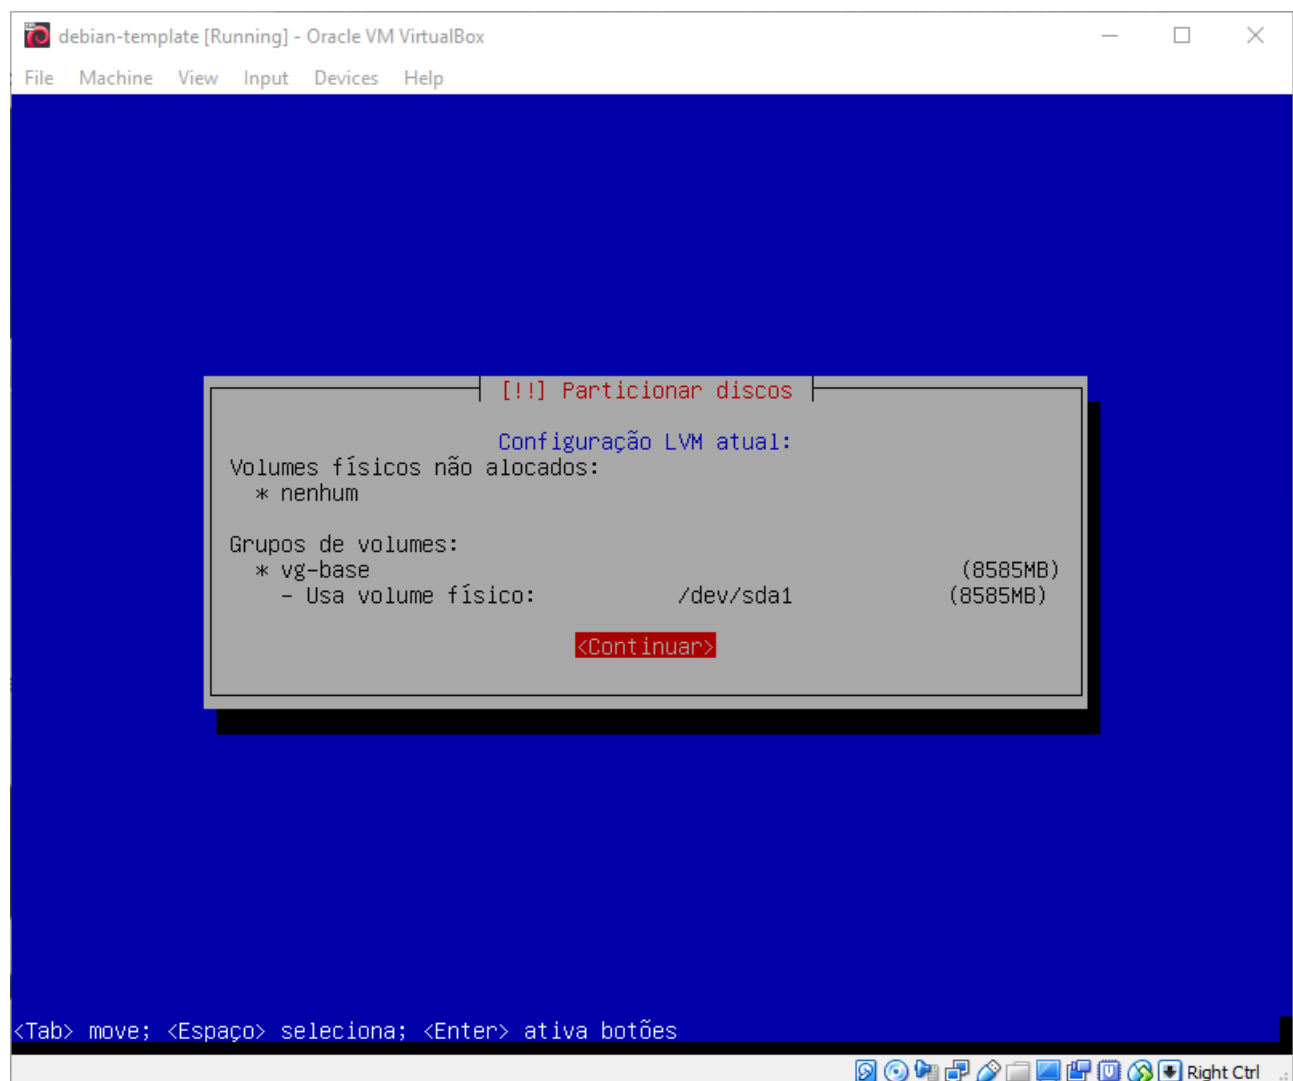 debian-template [Running] - Oracle VM VirtualBox
File Machine View Input Devices Help
[!!] Particionar discos
Configuração LVM atual:
Volumes físicos não alocados:
* nenhum
Grupos de volumes:
* vg-base (8585MB)
- Usa volume físico: /dev/sda1 (8585MB)
<Continuar>
<Tab> move; <Espaço> seleciona; <Enter> ativa botões
Right Ctrl